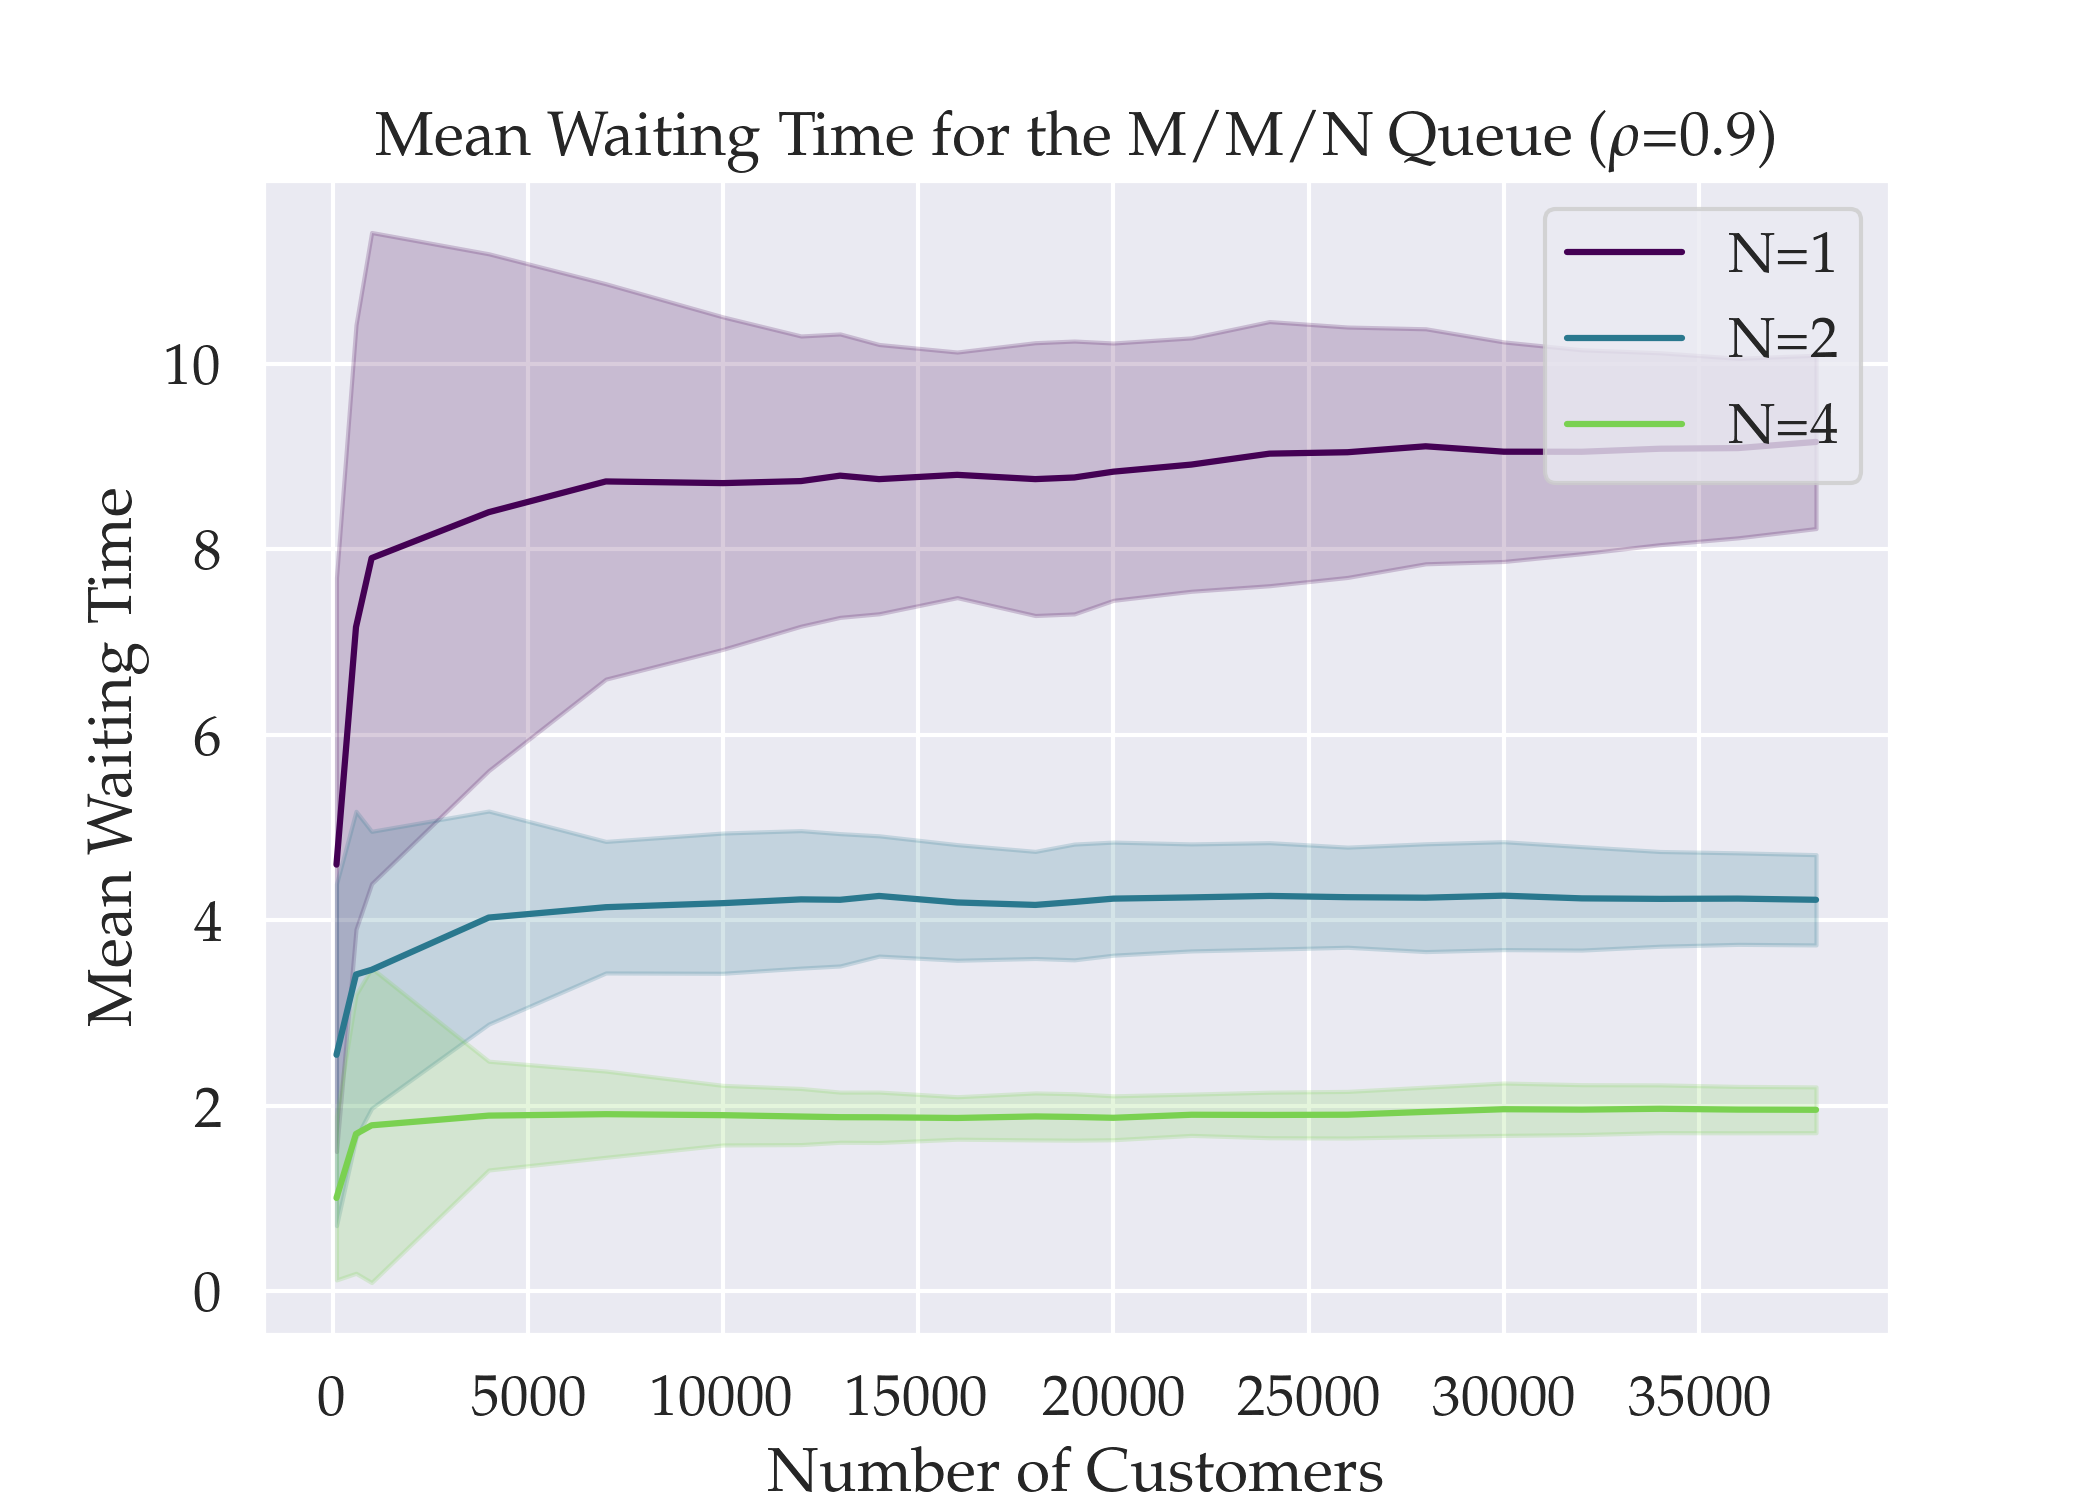 Mean Waiting Time for the M/M/N Queue (ρ=0.9)
N=1
N=2
N=4
Mean Waiting Time
10
8
6
4
2
0
0 5000 10000 15000 20000 25000 30000 35000
Number of Customers